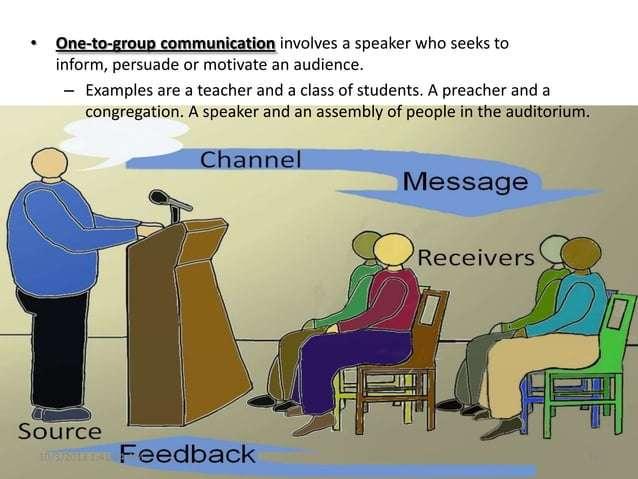 • One-to-group communication involves a speaker who seeks to
inform, persuade or motivate an audience.
– Examples are a teacher and a class of students. A preacher and a
congregation. A speaker and an assembly of people in the auditorium.
Channel
Message
Receivers
Source
Feedback